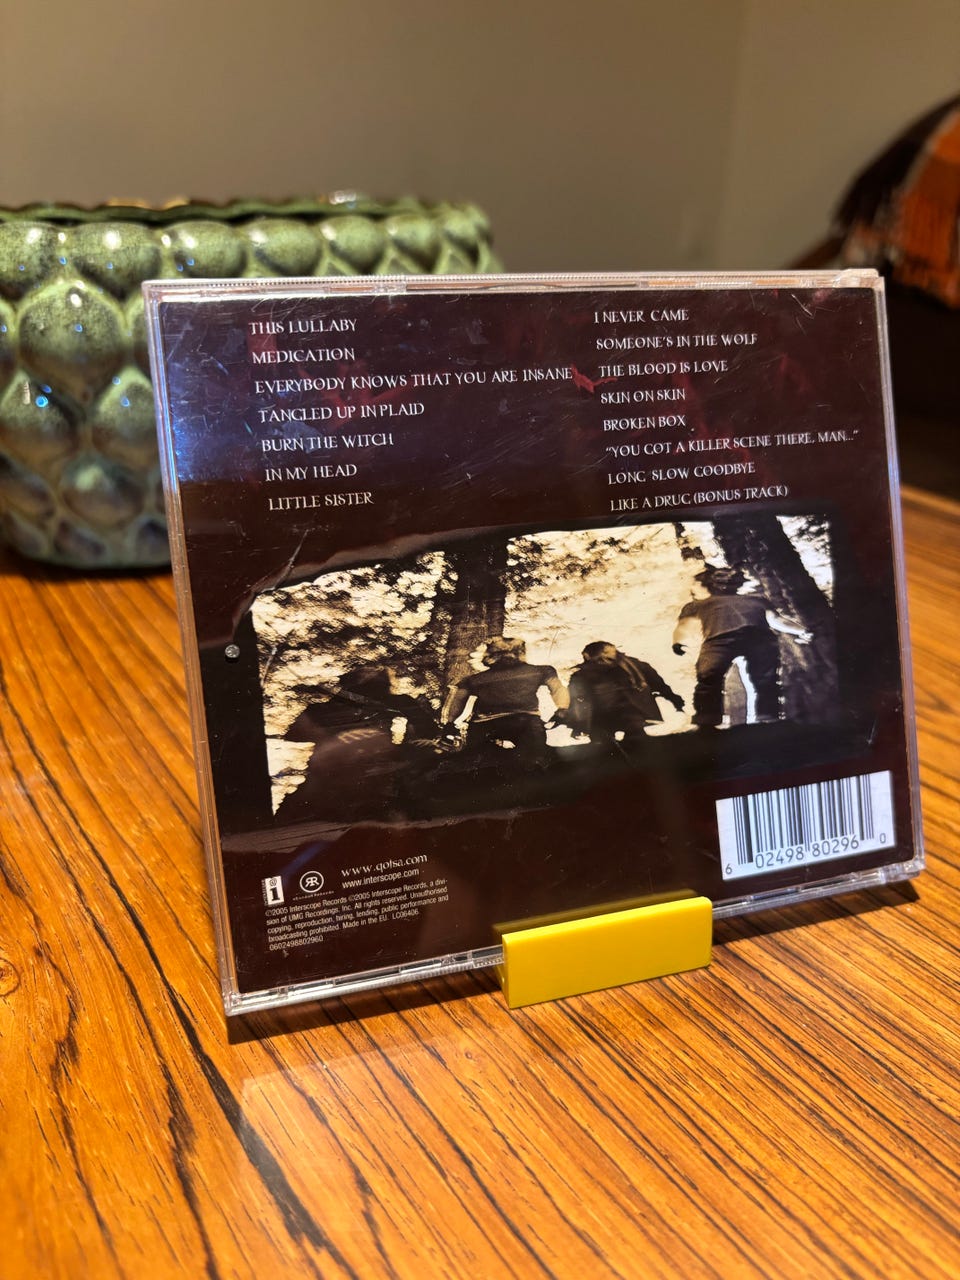 THIS LULLABY
MEDICATION
EVERYBODY KNOWS THAT YOU ARE INSANE
TANGLED UP IN PLAID
BURN THE WITCH
IN MY HEAD
LITTLE SISTER
I NEVER CAME
SOMEONE'S IN THE WOLF
THE BLOOD IS LOVE
SKIN ON SKIN
BROKEN BOX
"YOU GOT A KILLER SCENE THERE, MAN..."
LONG SLOW GOODBYE
LIKE A DRUG (BONUS TRACK)
www.qotsa.com
www.interscope.com
©2005 Interscope Records ℗2005 Interscope Records, a divi-
sion of UMG Recordings, Inc. All rights reserved. Unauthorised
copying, reproduction, hiring, lending, public performance and
broadcasting prohibited. Made in the EU. LC06406.
0602498802960
6 02498 80296 0